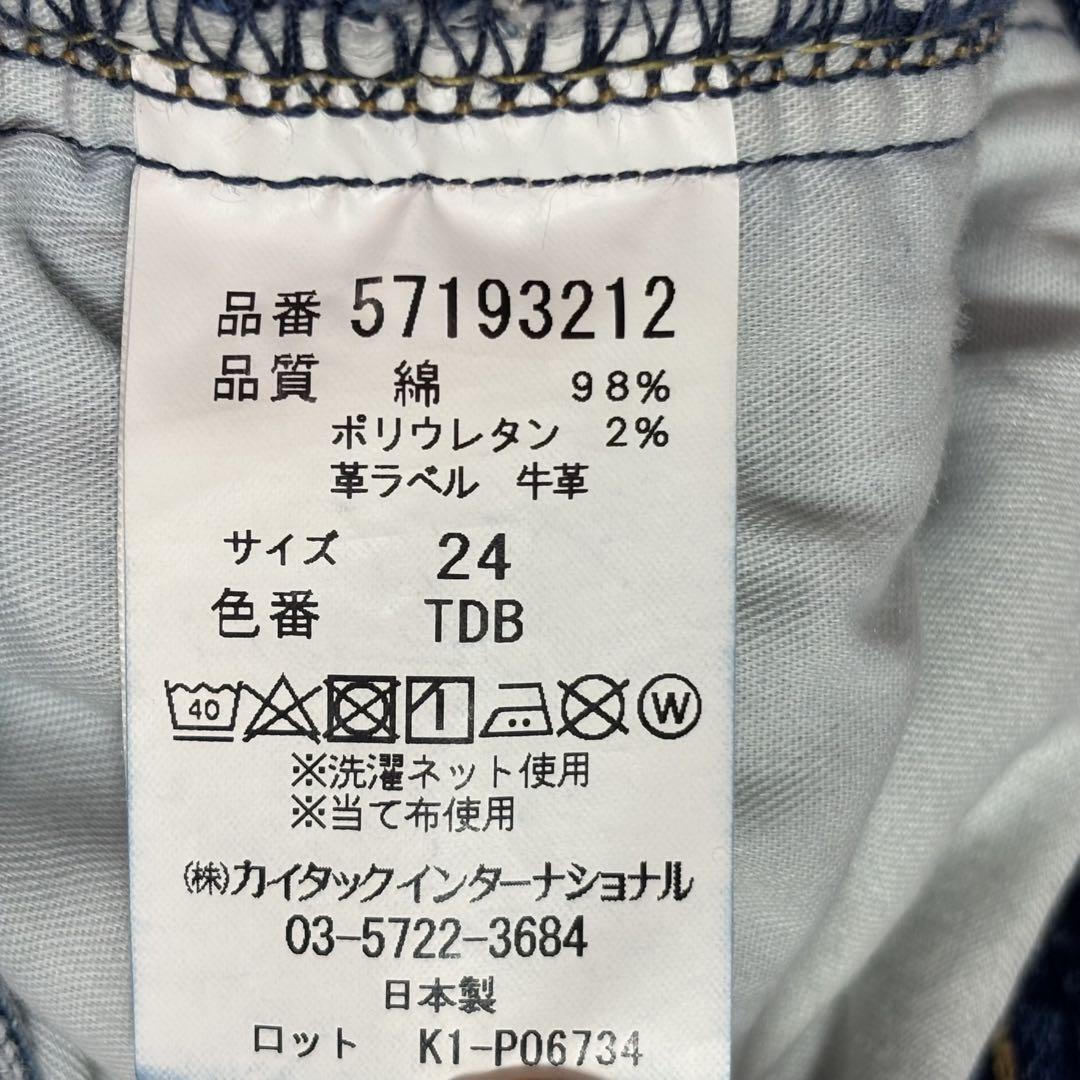 品番 57193212
品質 綿 98%
ポリウレタン 2%
革ラベル 牛革
サイズ 24
色番 TDB
40 W
※洗濯ネット使用
※当て布使用
㈱カイタックインターナショナル
03-5722-3684
日本製
ロット K1-P06734